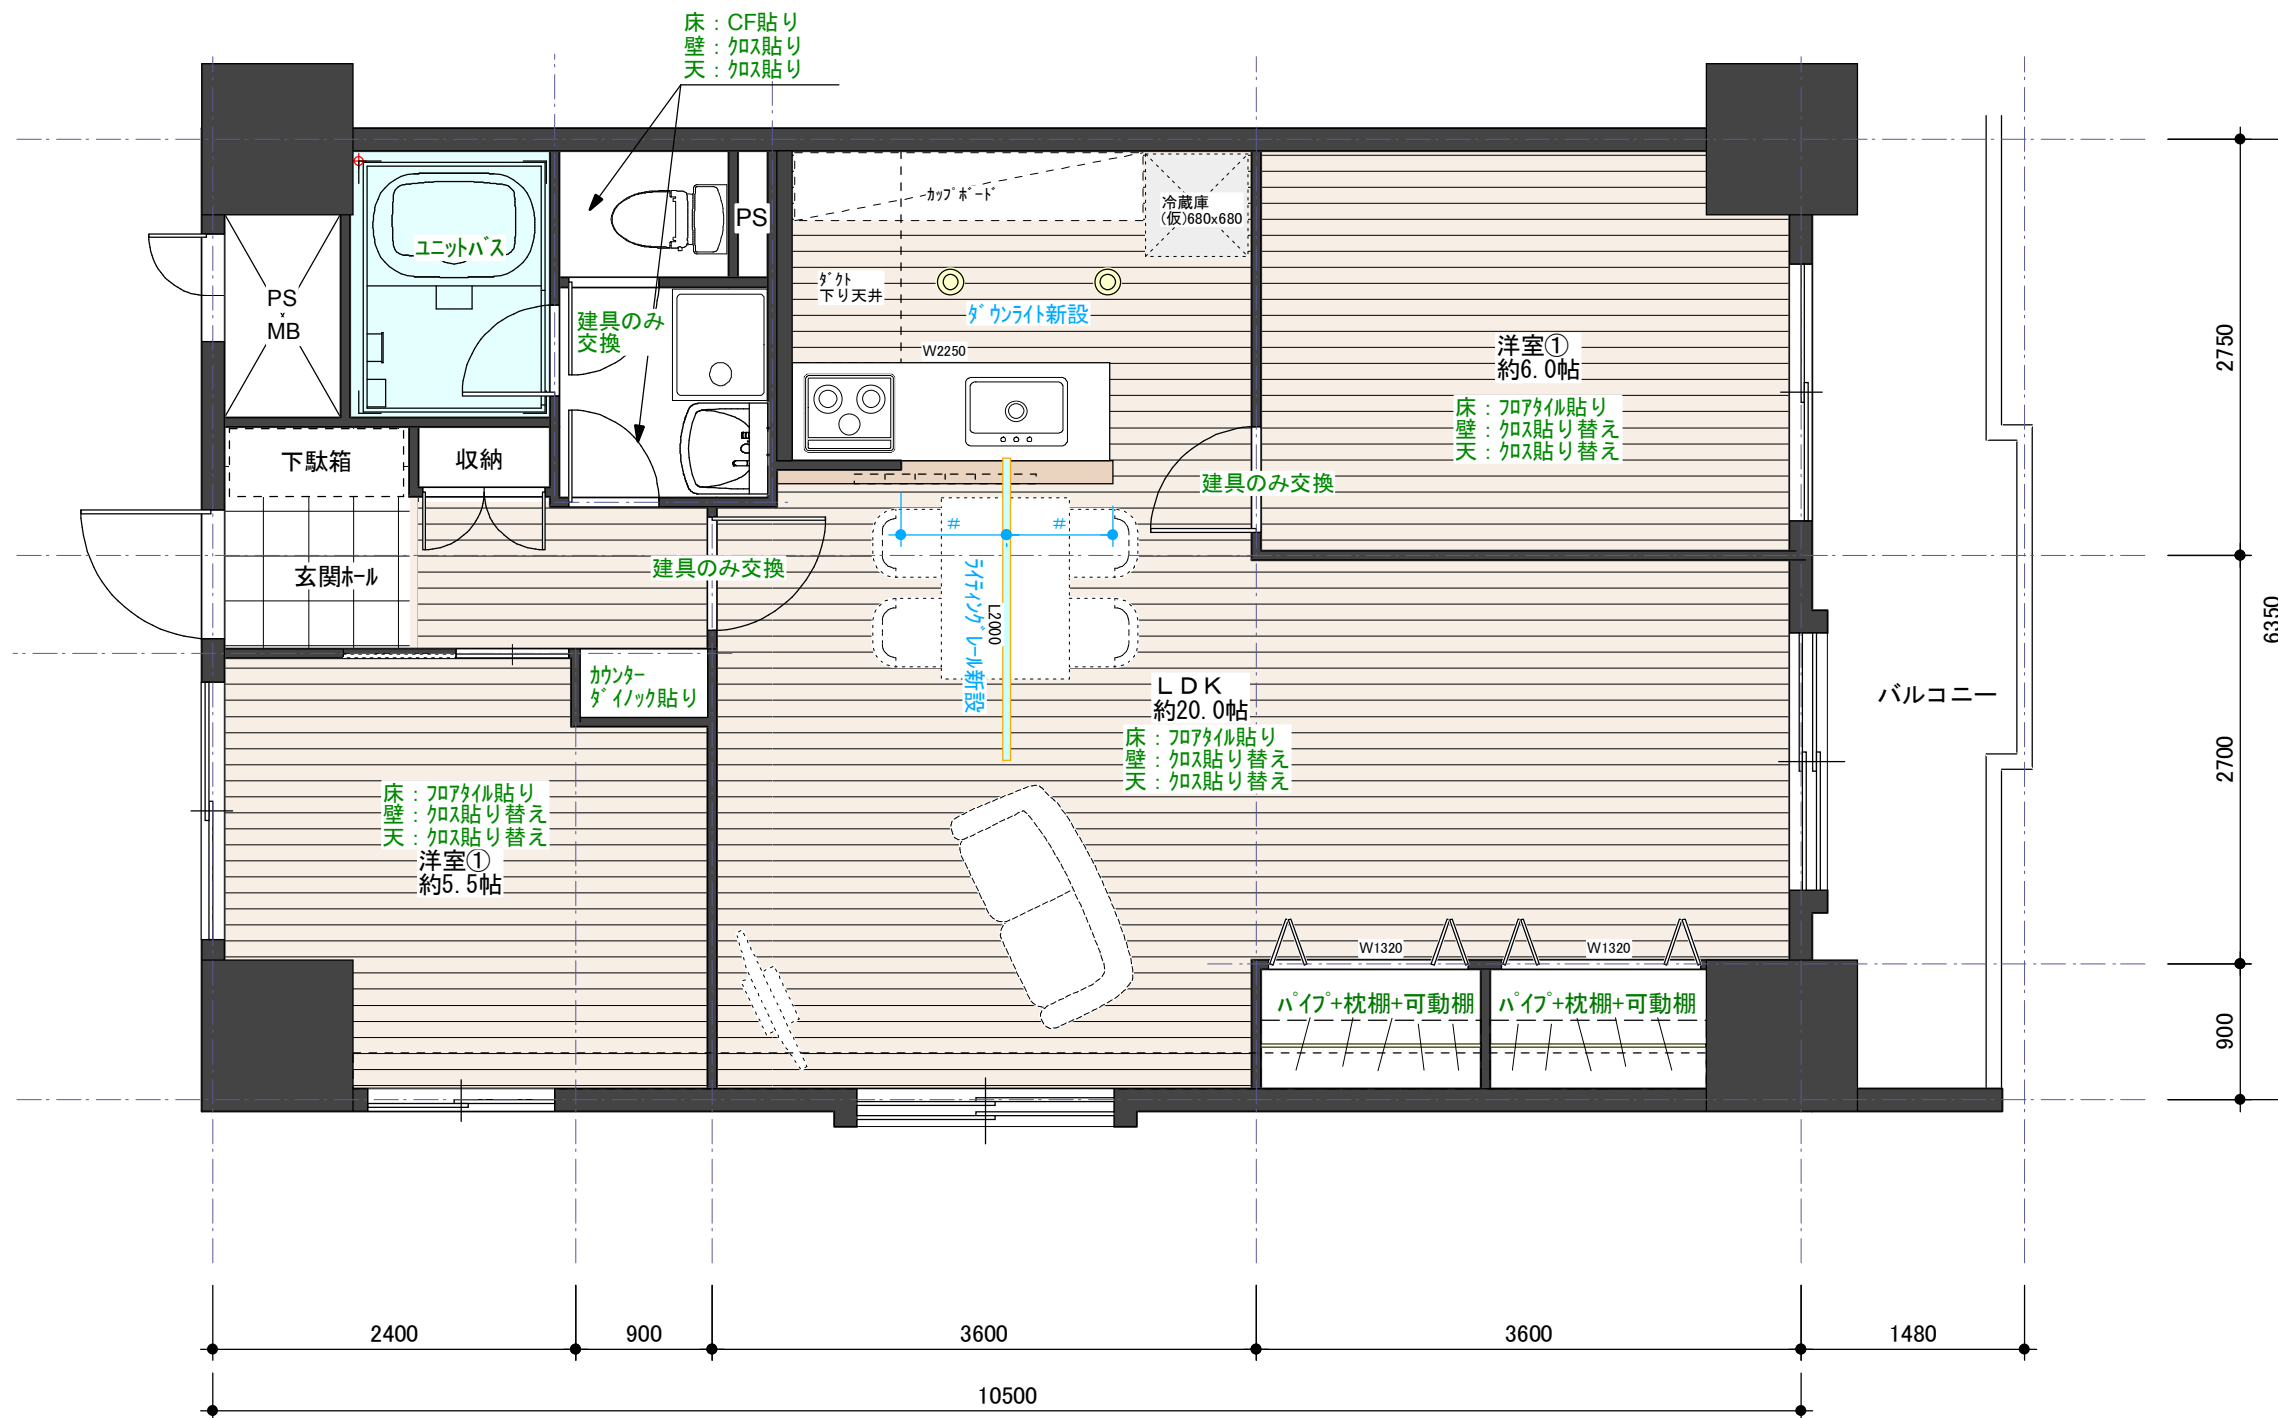 床：CF貼り
壁：ｸﾛｽ貼り
天：ｸﾛｽ貼り
PS
MB
ﾕﾆｯﾄﾊﾞｽ
PS
建具のみ
交換
ｶｯﾌﾟﾎﾞｰﾄﾞ
冷蔵庫
(仮)680x680
ﾀﾞｸﾄ
下り天井
ﾀﾞｳﾝﾗｲﾄ新設
W2250
洋室①
約6.0帖
床：ﾌﾛｱﾀｲﾙ貼り
壁：ｸﾛｽ貼り替え
天：ｸﾛｽ貼り替え
下駄箱
収納
玄関ﾎｰﾙ
建具のみ交換
建具のみ交換
#
#
ﾗｲﾃｨﾝｸﾞﾚｰﾙ新設
L2000
ｶｳﾝﾀｰ
ﾀﾞｲﾉｯｸ貼り
ＬＤＫ
約20.0帖
床：ﾌﾛｱﾀｲﾙ貼り
壁：ｸﾛｽ貼り替え
天：ｸﾛｽ貼り替え
バルコニー
床：ﾌﾛｱﾀｲﾙ貼り
壁：ｸﾛｽ貼り替え
天：ｸﾛｽ貼り替え
洋室①
約5.5帖
W1320
W1320
ﾊﾟｲﾌﾟ+枕棚+可動棚
ﾊﾟｲﾌﾟ+枕棚+可動棚
2750
6350
2700
900
2400
900
3600
3600
1480
10500